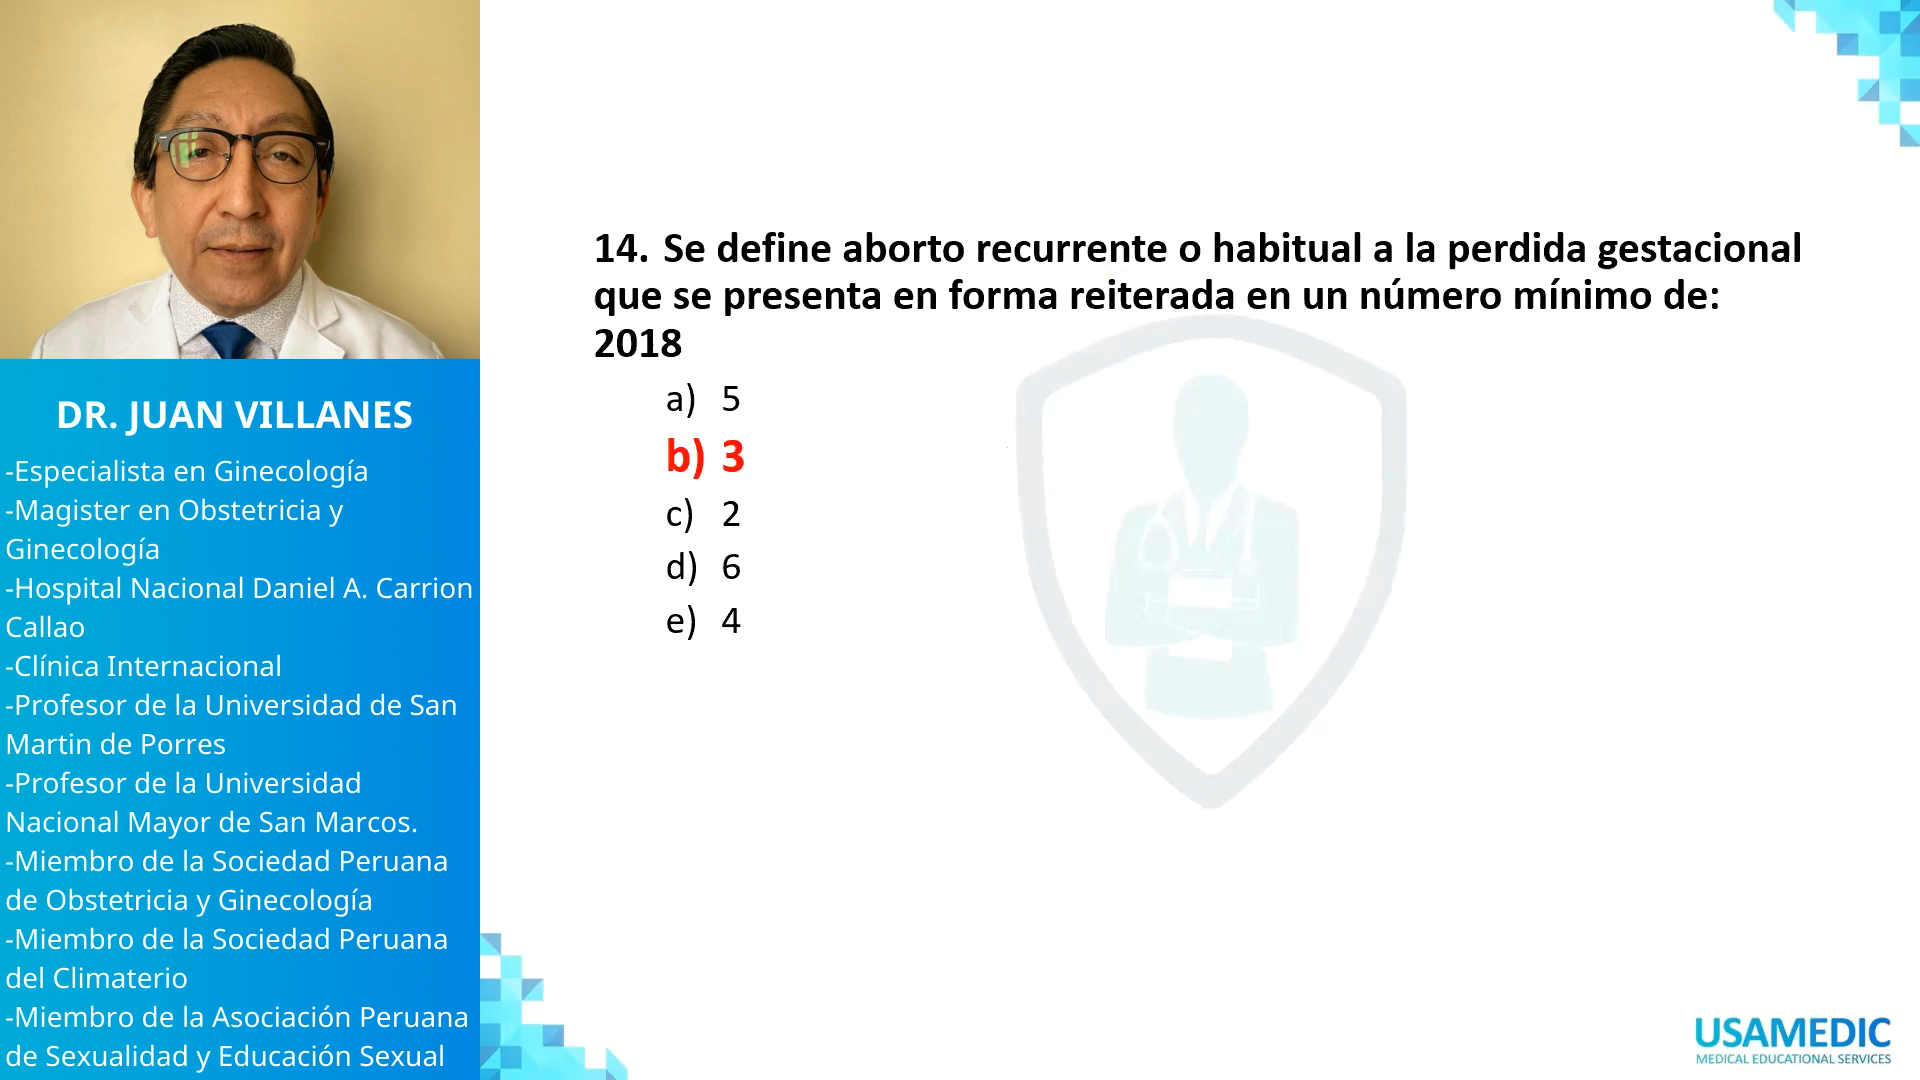 DR. JUAN VILLANES
-Especialista en Ginecología
-Magister en Obstetricia y
Ginecología
-Hospital Nacional Daniel A. Carrion
Callao
-Clínica Internacional
-Profesor de la Universidad de San
Martin de Porres
-Profesor de la Universidad
Nacional Mayor de San Marcos.
-Miembro de la Sociedad Peruana
de Obstetricia y Ginecología
-Miembro de la Sociedad Peruana
del Climaterio
-Miembro de la Asociación Peruana
de Sexualidad y Educación Sexual
14. Se define aborto recurrente o habitual a la perdida gestacional
que se presenta en forma reiterada en un número mínimo de:
2018
a) 5
b) 3
c) 2
d) 6
e) 4
USAMEDIC
MEDICAL EDUCATIONAL SERVICES